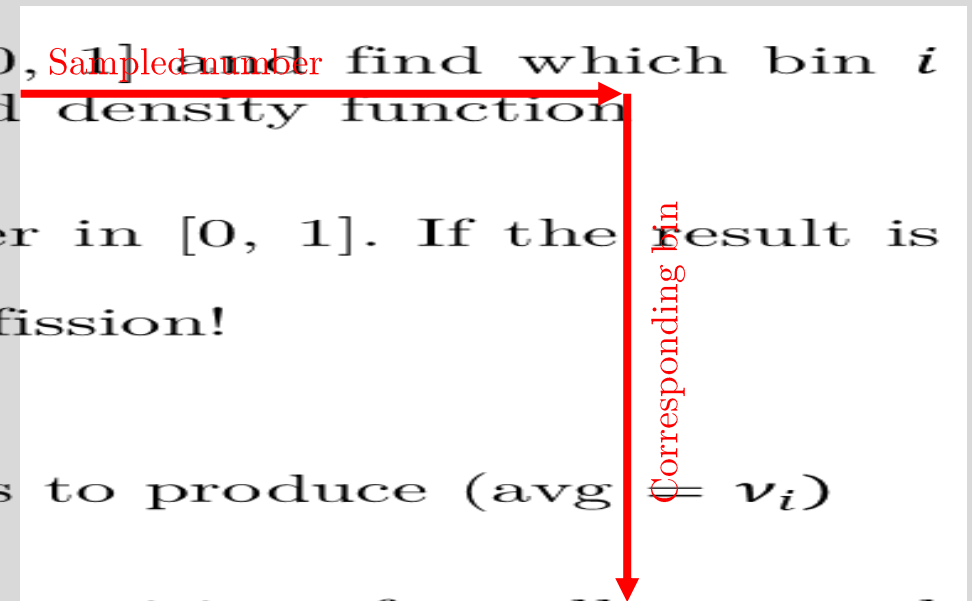 0, 1] and find which bin i
Sampled number
density function
in [0, 1]. If the result is
Corresponding bin
fission!
to produce (avg = νi)